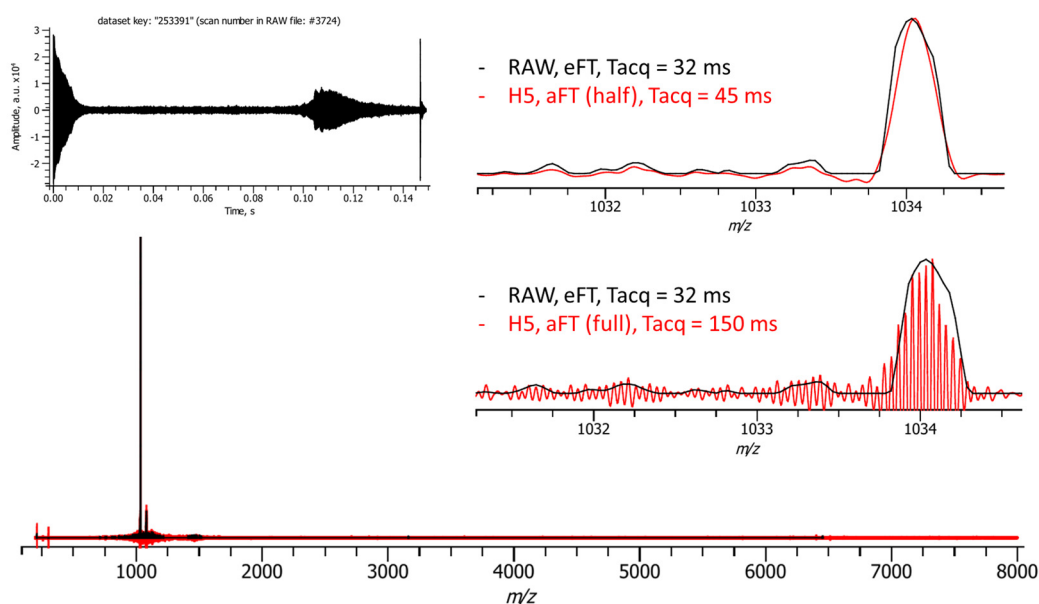 dataset key: "253391" (scan number in RAW file: #3724)
Amplitude, a.u. x10⁴
3
2
1
0
-1
-2
0.00 0.02 0.04 0.06 0.08 0.10 0.12 0.14
Time, s
- RAW, eFT, Tacq = 32 ms
- H5, aFT (half), Tacq = 45 ms
1032 1033 1034
m/z
- RAW, eFT, Tacq = 32 ms
- H5, aFT (full), Tacq = 150 ms
1032 1033 1034
m/z
1000 2000 3000 4000 5000 6000 7000 8000
m/z